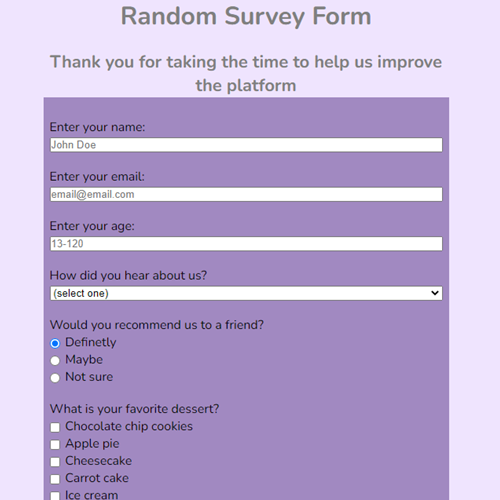 Random Survey Form
Thank you for taking the time to help us improve
the platform
Enter your name:
John Doe
Enter your email:
email@email.com
Enter your age:
13-120
How did you hear about us?
(select one)
Would you recommend us to a friend?
Definetly
Maybe
Not sure
What is your favorite dessert?
Chocolate chip cookies
Apple pie
Cheesecake
Carrot cake
Ice cream